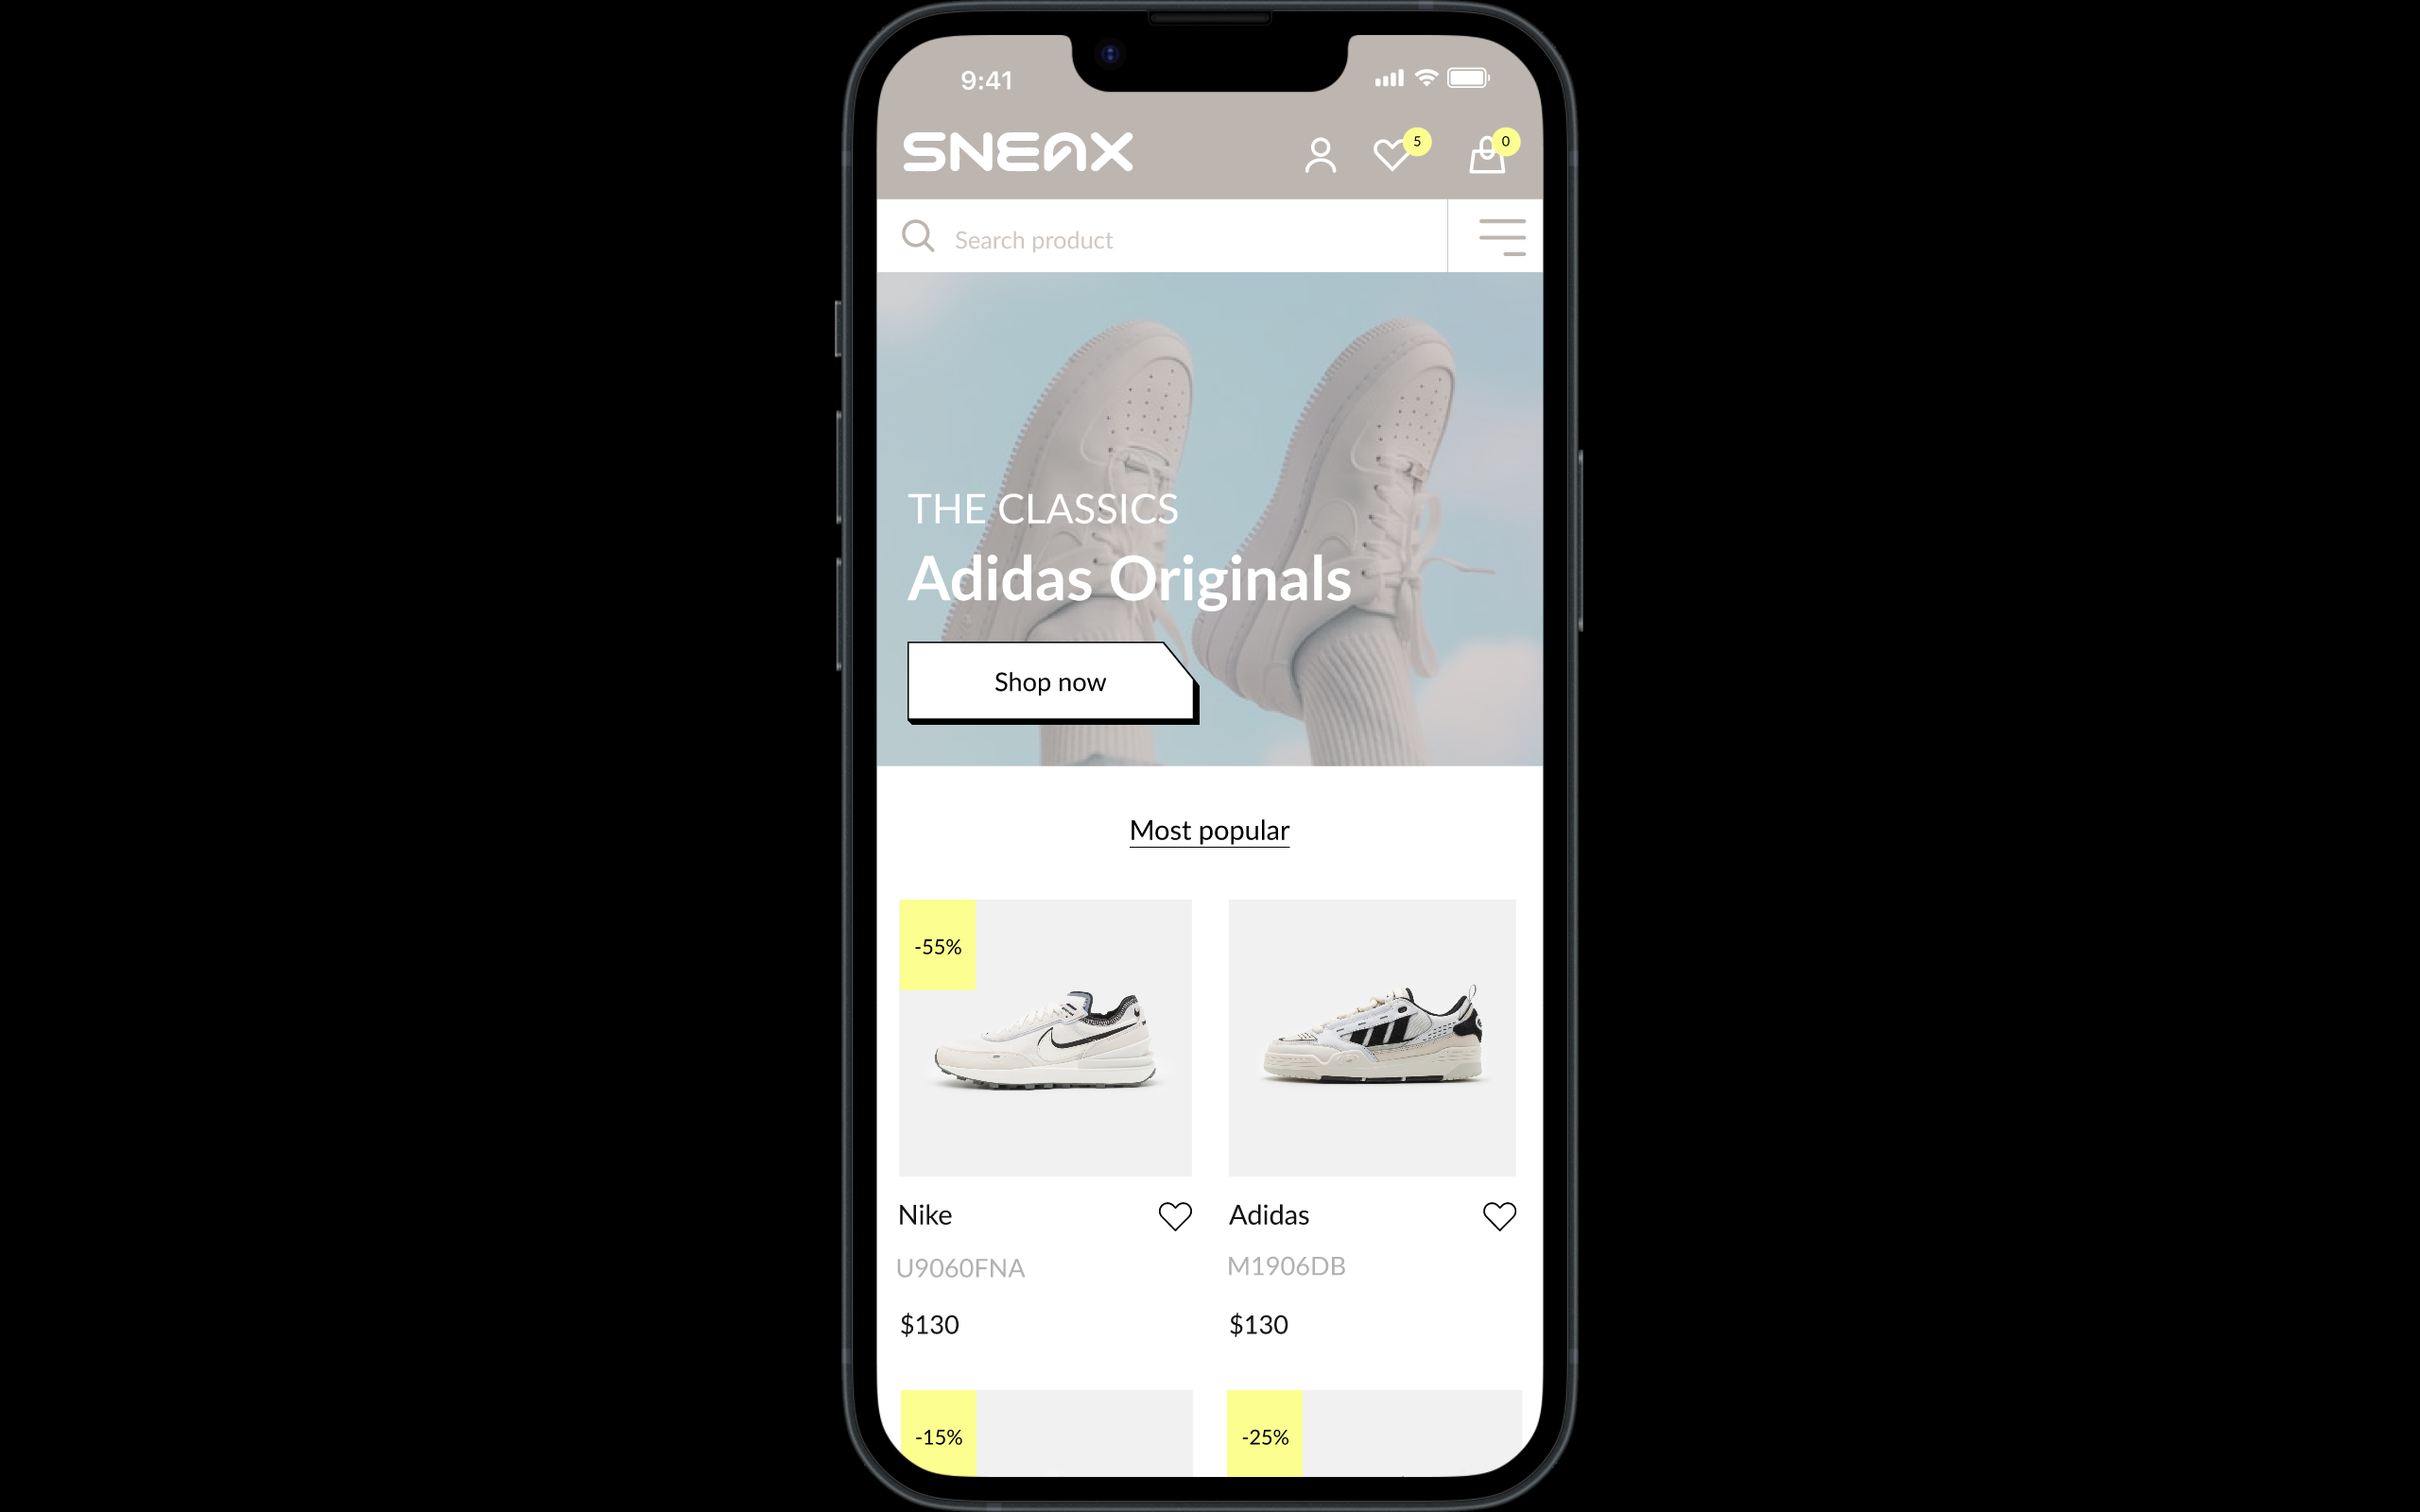 9:41
SNEAX
5
0
Search product
THE CLASSICS
Adidas Originals
Shop now
Most popular
-55%
Nike
Adidas
U9060FNA
M1906DB
$130
$130
-15%
-25%